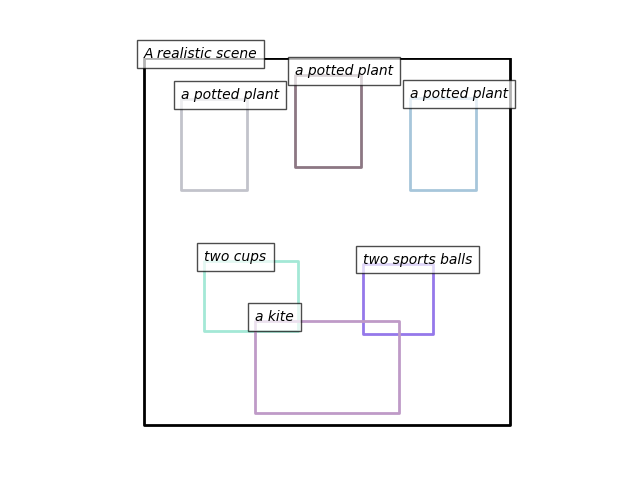 A realistic scene
a potted plant
a potted plant
a potted plant
two cups
two sports balls
a kite